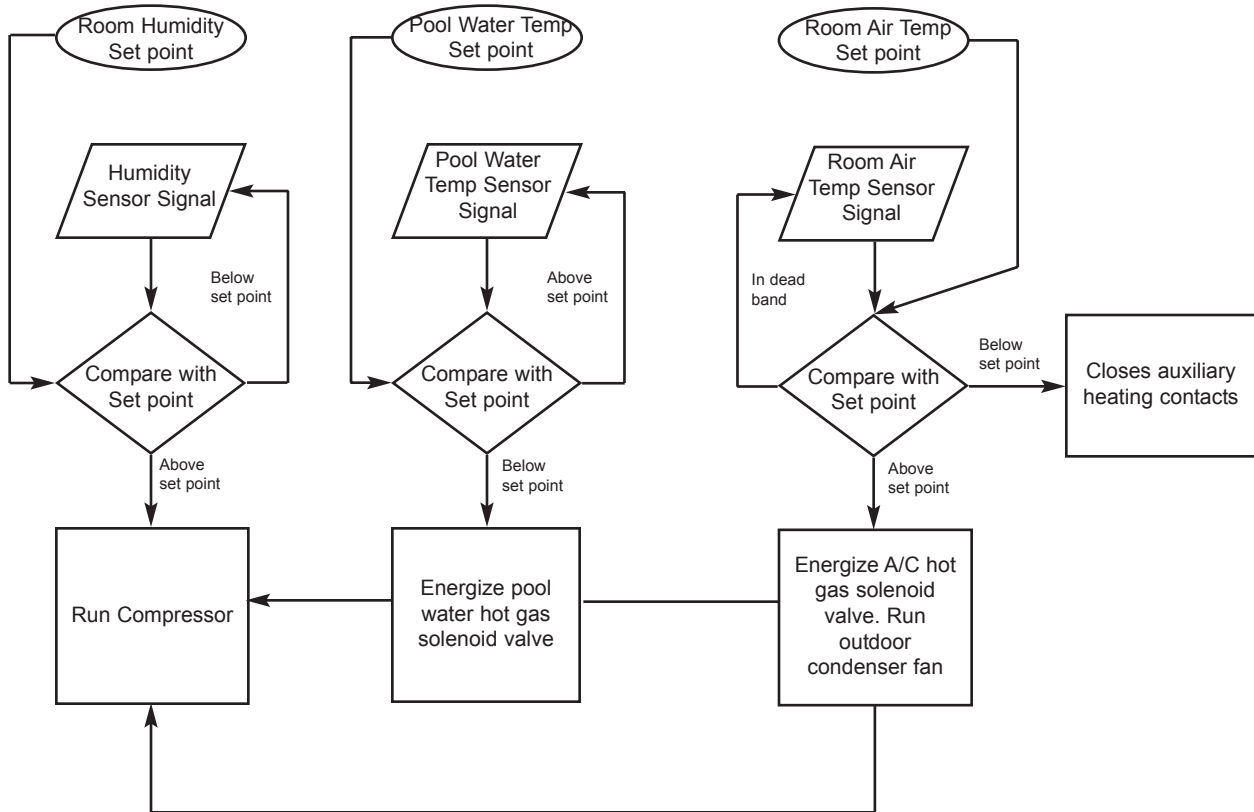 Room Humidity
Set point
Pool Water Temp
Set point
Room Air Temp
Set point
Humidity
Sensor Signal
Pool Water
Temp Sensor
Signal
Room Air
Temp Sensor
Signal
Below
set point
Above
set point
In dead
band
Compare with
Set point
Compare with
Set point
Compare with
Set point
Below
set point
Closes auxiliary
heating contacts
Above
set point
Below
set point
Above
set point
Run Compressor
Energize pool
water hot gas
solenoid valve
Energize A/C hot
gas solenoid
valve. Run
outdoor
condenser fan